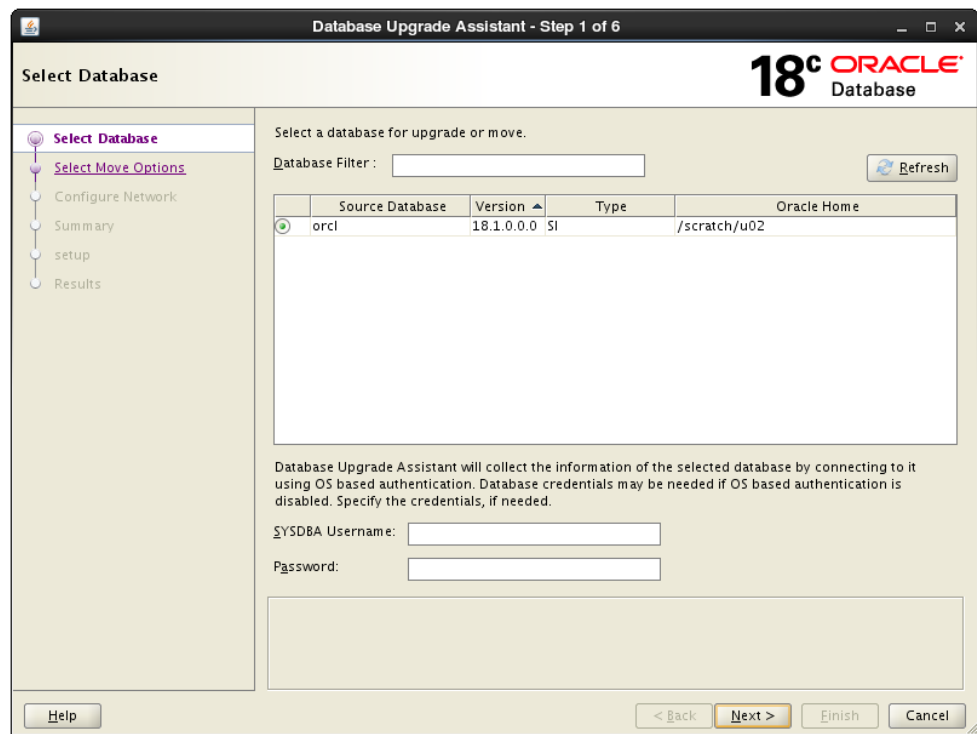 Database Upgrade Assistant - Step 1 of 6
Select Database
18c ORACLE
Database
Select Database
Select Move Options
Configure Network
Summary
setup
Results
Select a database for upgrade or move.
Database Filter :
Refresh
Source Database Version Type Oracle Home
orcl 18.1.0.0.0 SI /scratch/u02
Database Upgrade Assistant will collect the information of the selected database by connecting to it
using OS based authentication. Database credentials may be needed if OS based authentication is
disabled. Specify the credentials, if needed.
SYSDBA Username:
Password:
Help
< Back
Next >
Finish
Cancel